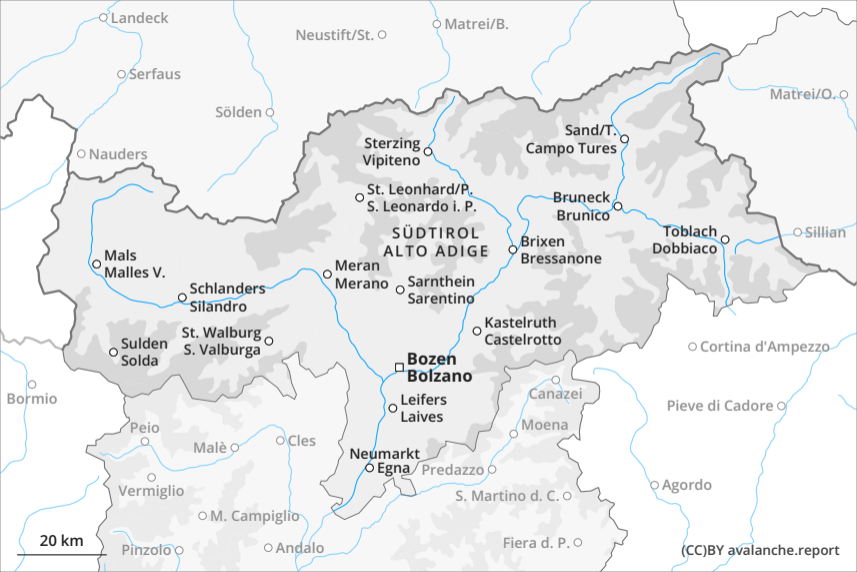 Landeck
Matrei/B.
Neustift/St.
Serfaus
Matrei/O.
Sölden
Sand/T.
Campo Tures
Sterzing
Vipiteno
Nauders
St. Leonhard/P.
S. Leonardo i. P.
Bruneck
Brunico
SÜDTIROL
ALTO ADIGE
Toblach
Dobbiaco
Sillian
Brixen
Bressanone
Mals
Malles V.
Meran
Merano
Sarnthein
Sarentino
Schlanders
Silandro
Kastelruth
Castelrotto
St. Walburg
S. Valburga
Sulden
Solda
Cortina d'Ampezzo
Bozen
Bolzano
Bormio
Canazei
Leifers
Laives
Pieve di Cadore
Peio
Moena
Cles
Malè
Neumarkt
Egna
Predazzo
Vermiglio
Agordo
S. Martino d. C.
M. Campiglio
20 km
Pinzolo
Andalo
Fiera d. P.
(CC)BY avalanche.report